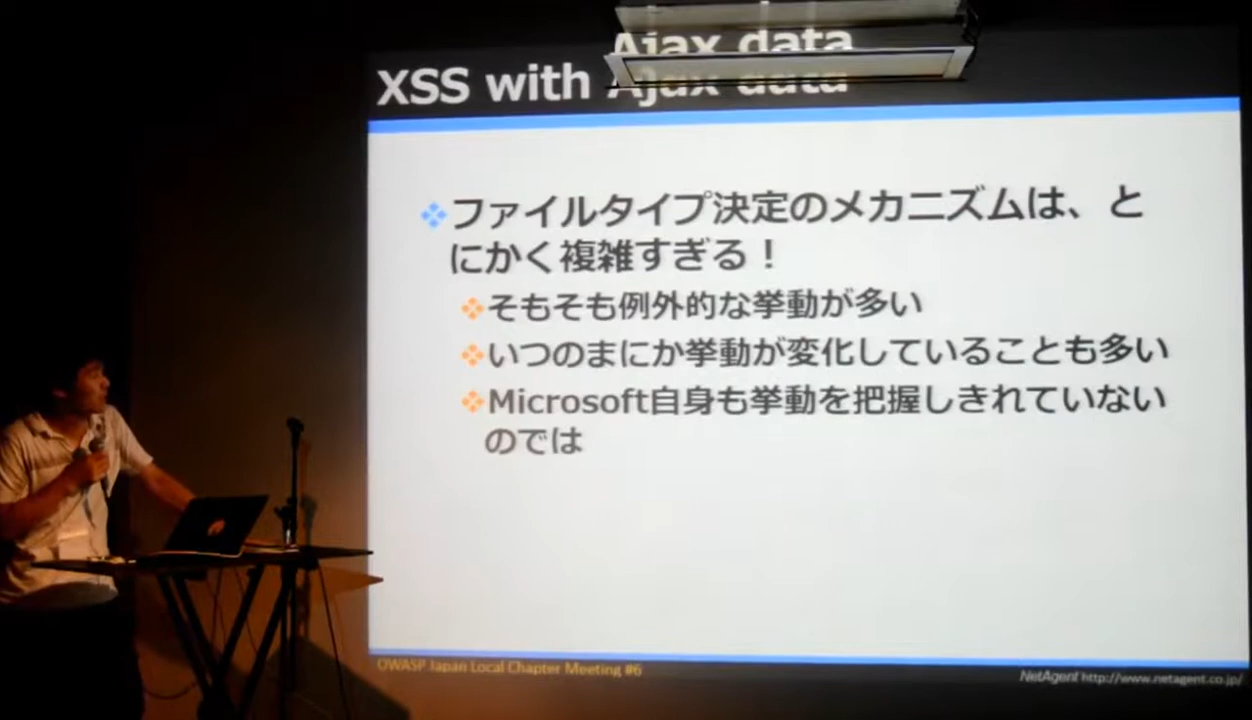 XSS with Ajax data
ファイルタイプ決定のメカニズムは、と
にかく複雑すぎる！
そもそも例外的な挙動が多い
いつのまにか挙動が変化していることも多い
Microsoft自身も挙動を把握しきれていない
のでは
OWASP Japan Local Chapter Meeting #6
NetAgent http://www.netagent.co.jp/